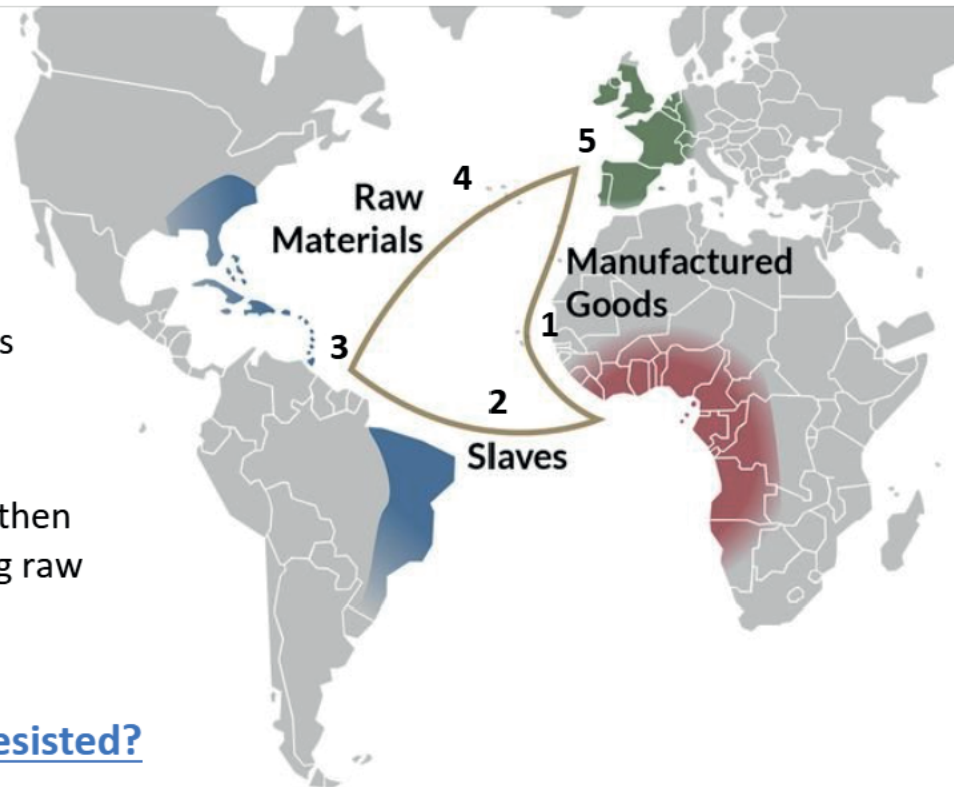 5
4
Raw
Materials
Manufactured
Goods
1
s
3
2
Slaves
then
g raw
esisted?